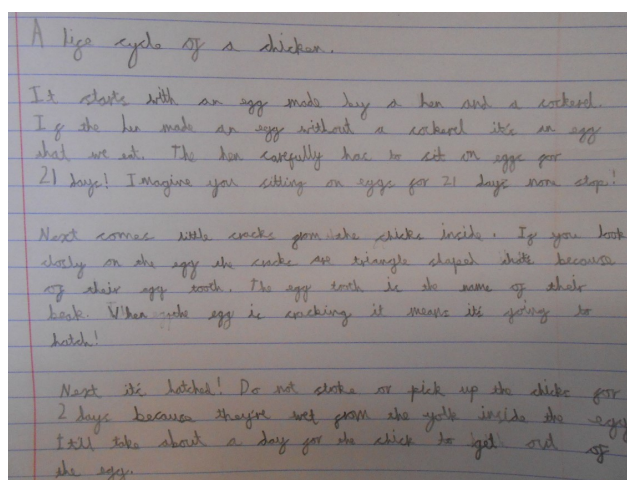 A life cycle of a chicken.
It starts with an egg made by a hen and a cockerel.
If the hen made an egg without a cockerel it's an egg
that we eat. The hen carefully has to sit on eggs for
21 days! Imagine you sitting on eggs for 21 days none stop!
Next comes little cracks from the chicks inside. If you look
closly on the egg the cracks are triangle shaped that's because
of their egg tooth. The egg tooth is the name of their
beak. When the egg is cracking it means it's going to
hatch!
Next it's hatched! Do not stroke or pick up the chicks for
2 days because they're wet from the yolk inside the egg
It'll take about a day for the chick to get out of
the egg.